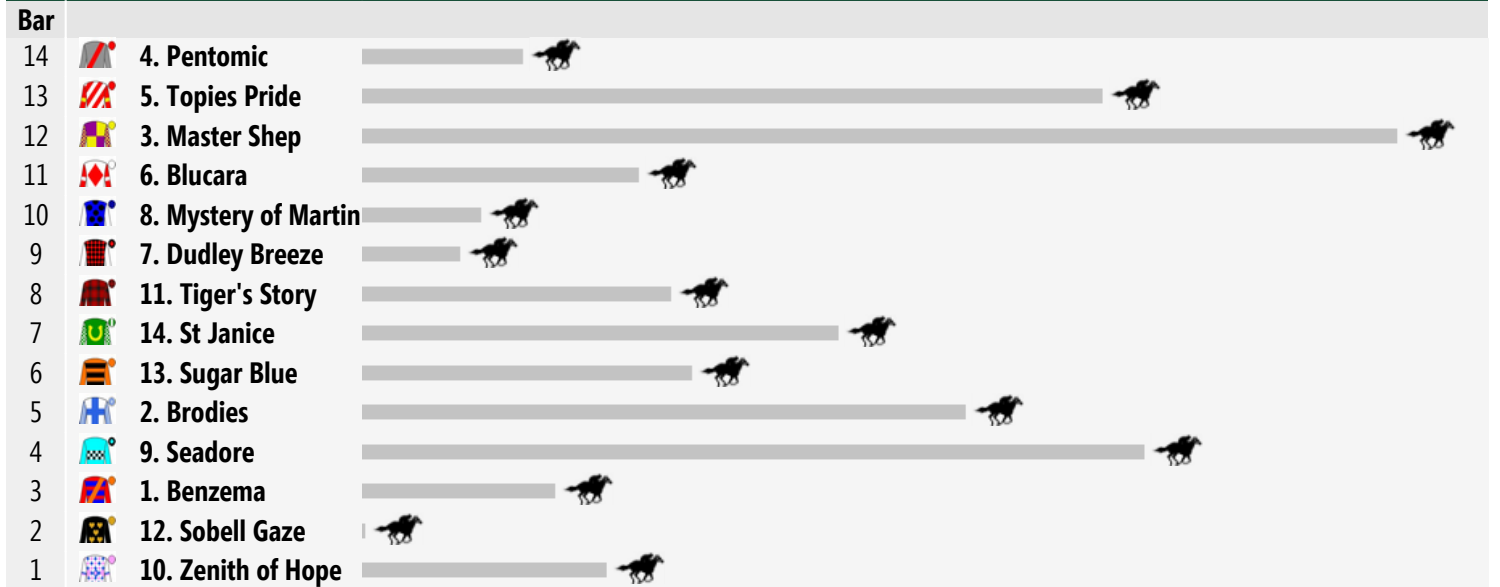 Bar
14 4. Pentomic
13 5. Topies Pride
12 3. Master Shep
11 6. Blucara
10 8. Mystery of Martin
9 7. Dudley Breeze
8 11. Tiger's Story
7 14. St Janice
6 13. Sugar Blue
5 2. Brodies
4 9. Seadore
3 1. Benzema
2 12. Sobell Gaze
1 10. Zenith of Hope